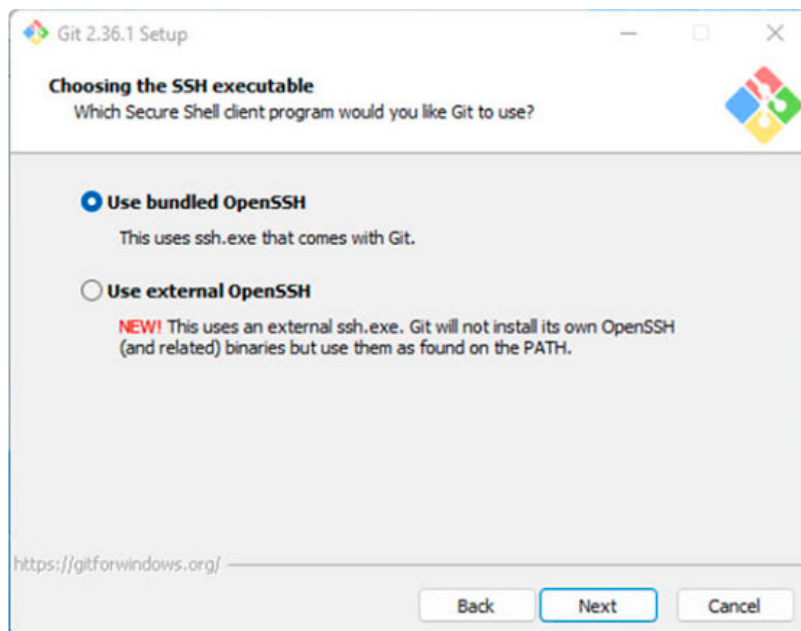 Git 2.36.1 Setup
Choosing the SSH executable
Which Secure Shell client program would you like Git to use?
Use bundled OpenSSH
This uses ssh.exe that comes with Git.
Use external OpenSSH
NEW! This uses an external ssh.exe. Git will not install its own OpenSSH
(and related) binaries but use them as found on the PATH.
https://gitforwindows.org/
Back Next Cancel